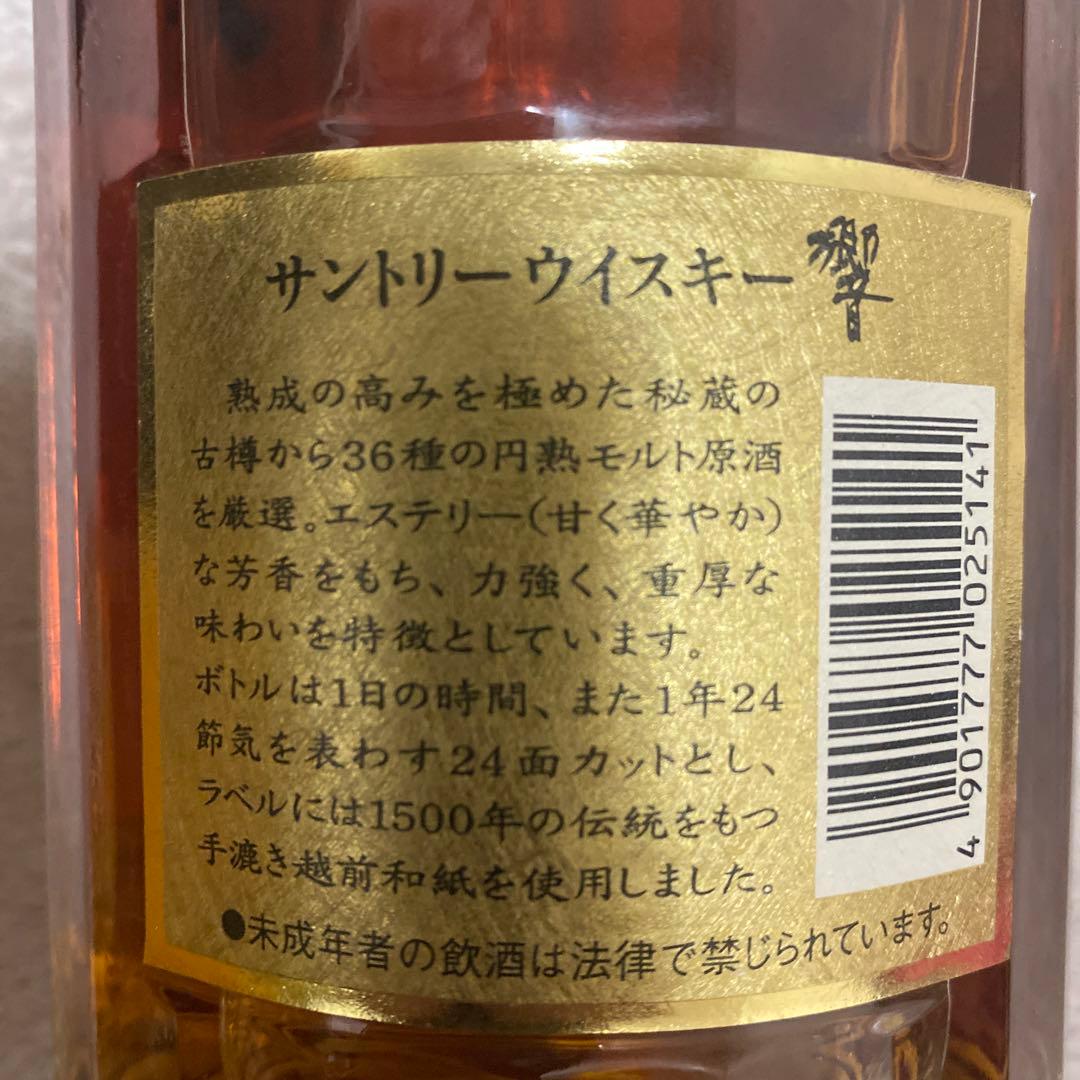 サントリーウイスキー 響
熟成の高みを極めた秘蔵の
古樽から36種の円熟モルト原酒
を厳選。エステリー(甘く華やか)
な芳香をもち、力強く、重厚な
味わいを特徴としています。
ボトルは1日の時間、また1年24
節気を表わす24面カットとし、
ラベルには1500年の伝統をもつ
手漉き越前和紙を使用しました。
●未成年者の飲酒は法律で禁じられています。
4 901777 025141